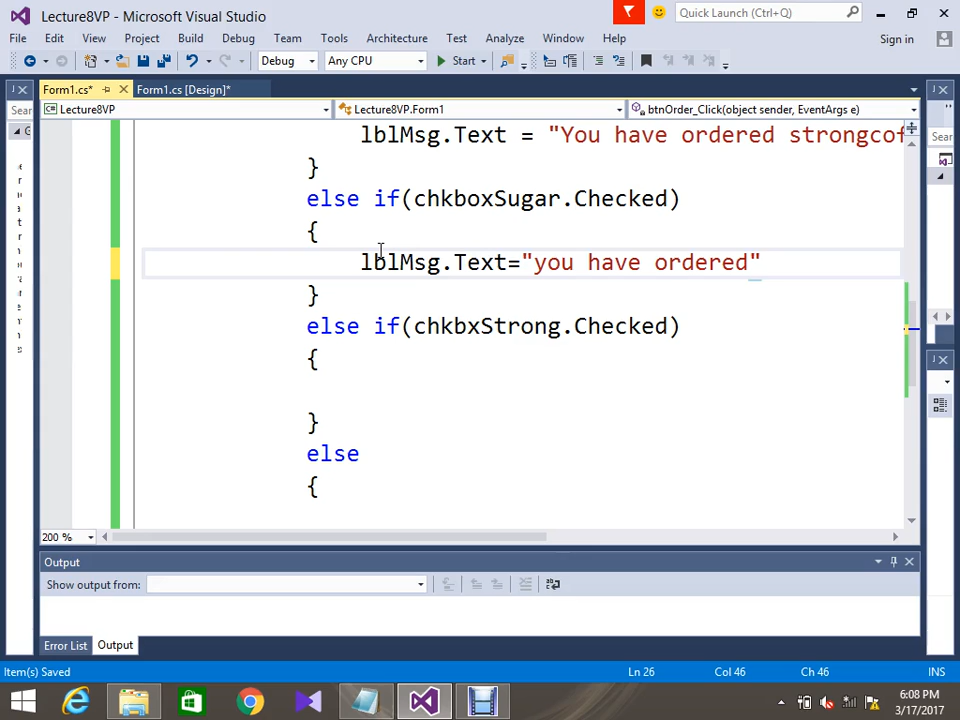 Lecture8VP - Microsoft Visual Studio
Quick Launch (Ctrl+Q)
File Edit View Project Build Debug Team Tools Architecture Test Analyze Window Help Sign in
Debug Any CPU Start
Form1.cs* Form1.cs [Design]*
Sear
Lecture8VP Lecture8VP.Form1 btnOrder_Click(object sender, EventArgs e)
lblMsg.Text = "You have ordered strongcof
}
else if(chkboxSugar.Checked)
{
lblMsg.Text="you have ordered"
}
else if(chkbxStrong.Checked)
{
}
else
{
200 %
Output
Show output from:
Error List Output
Item(s) Saved Ln 26 Col 46 Ch 46 INS
6:08 PM
3/17/2017